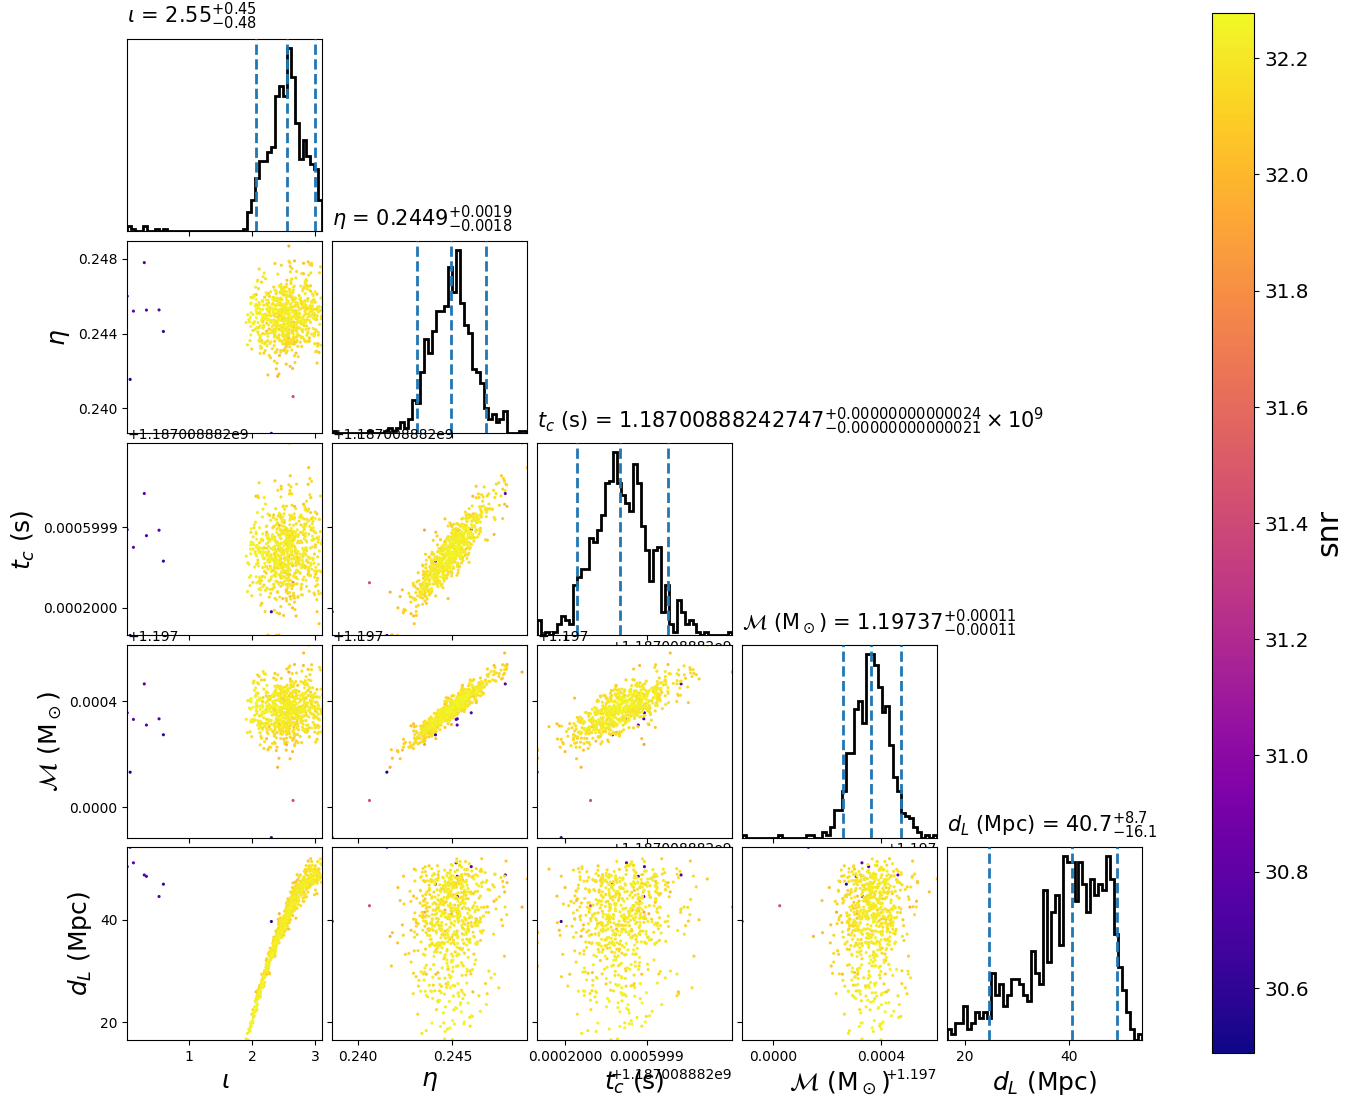 ι = 2.55+0.45−0.48
η = 0.2449+0.0019−0.0018
t_c (s) = 1.18700888242747+0.00000000000024−0.00000000000021 × 10^9
ℳ (M_⊙) = 1.19737+0.00011−0.00011
d_L (Mpc) = 40.7+8.7−16.1
η
0.248
0.244
0.240
+1.187008882e9
+1.187008882e9
t_c (s)
0.0005999
0.0002000
+1.197
+1.197
+1.197
+1.187008882e9
ℳ (M_⊙)
0.0004
0.0000
+1.187008882e9
+1.197
d_L (Mpc)
40
20
1
2
3
0.240
0.245
0.0002000
0.0005999
+1.187008882e9
0.0000
0.0004
+1.197
20
40
ι
η
t_c (s)
ℳ (M_⊙)
d_L (Mpc)
32.2
32.0
31.8
31.6
31.4
31.2
31.0
30.8
30.6
snr